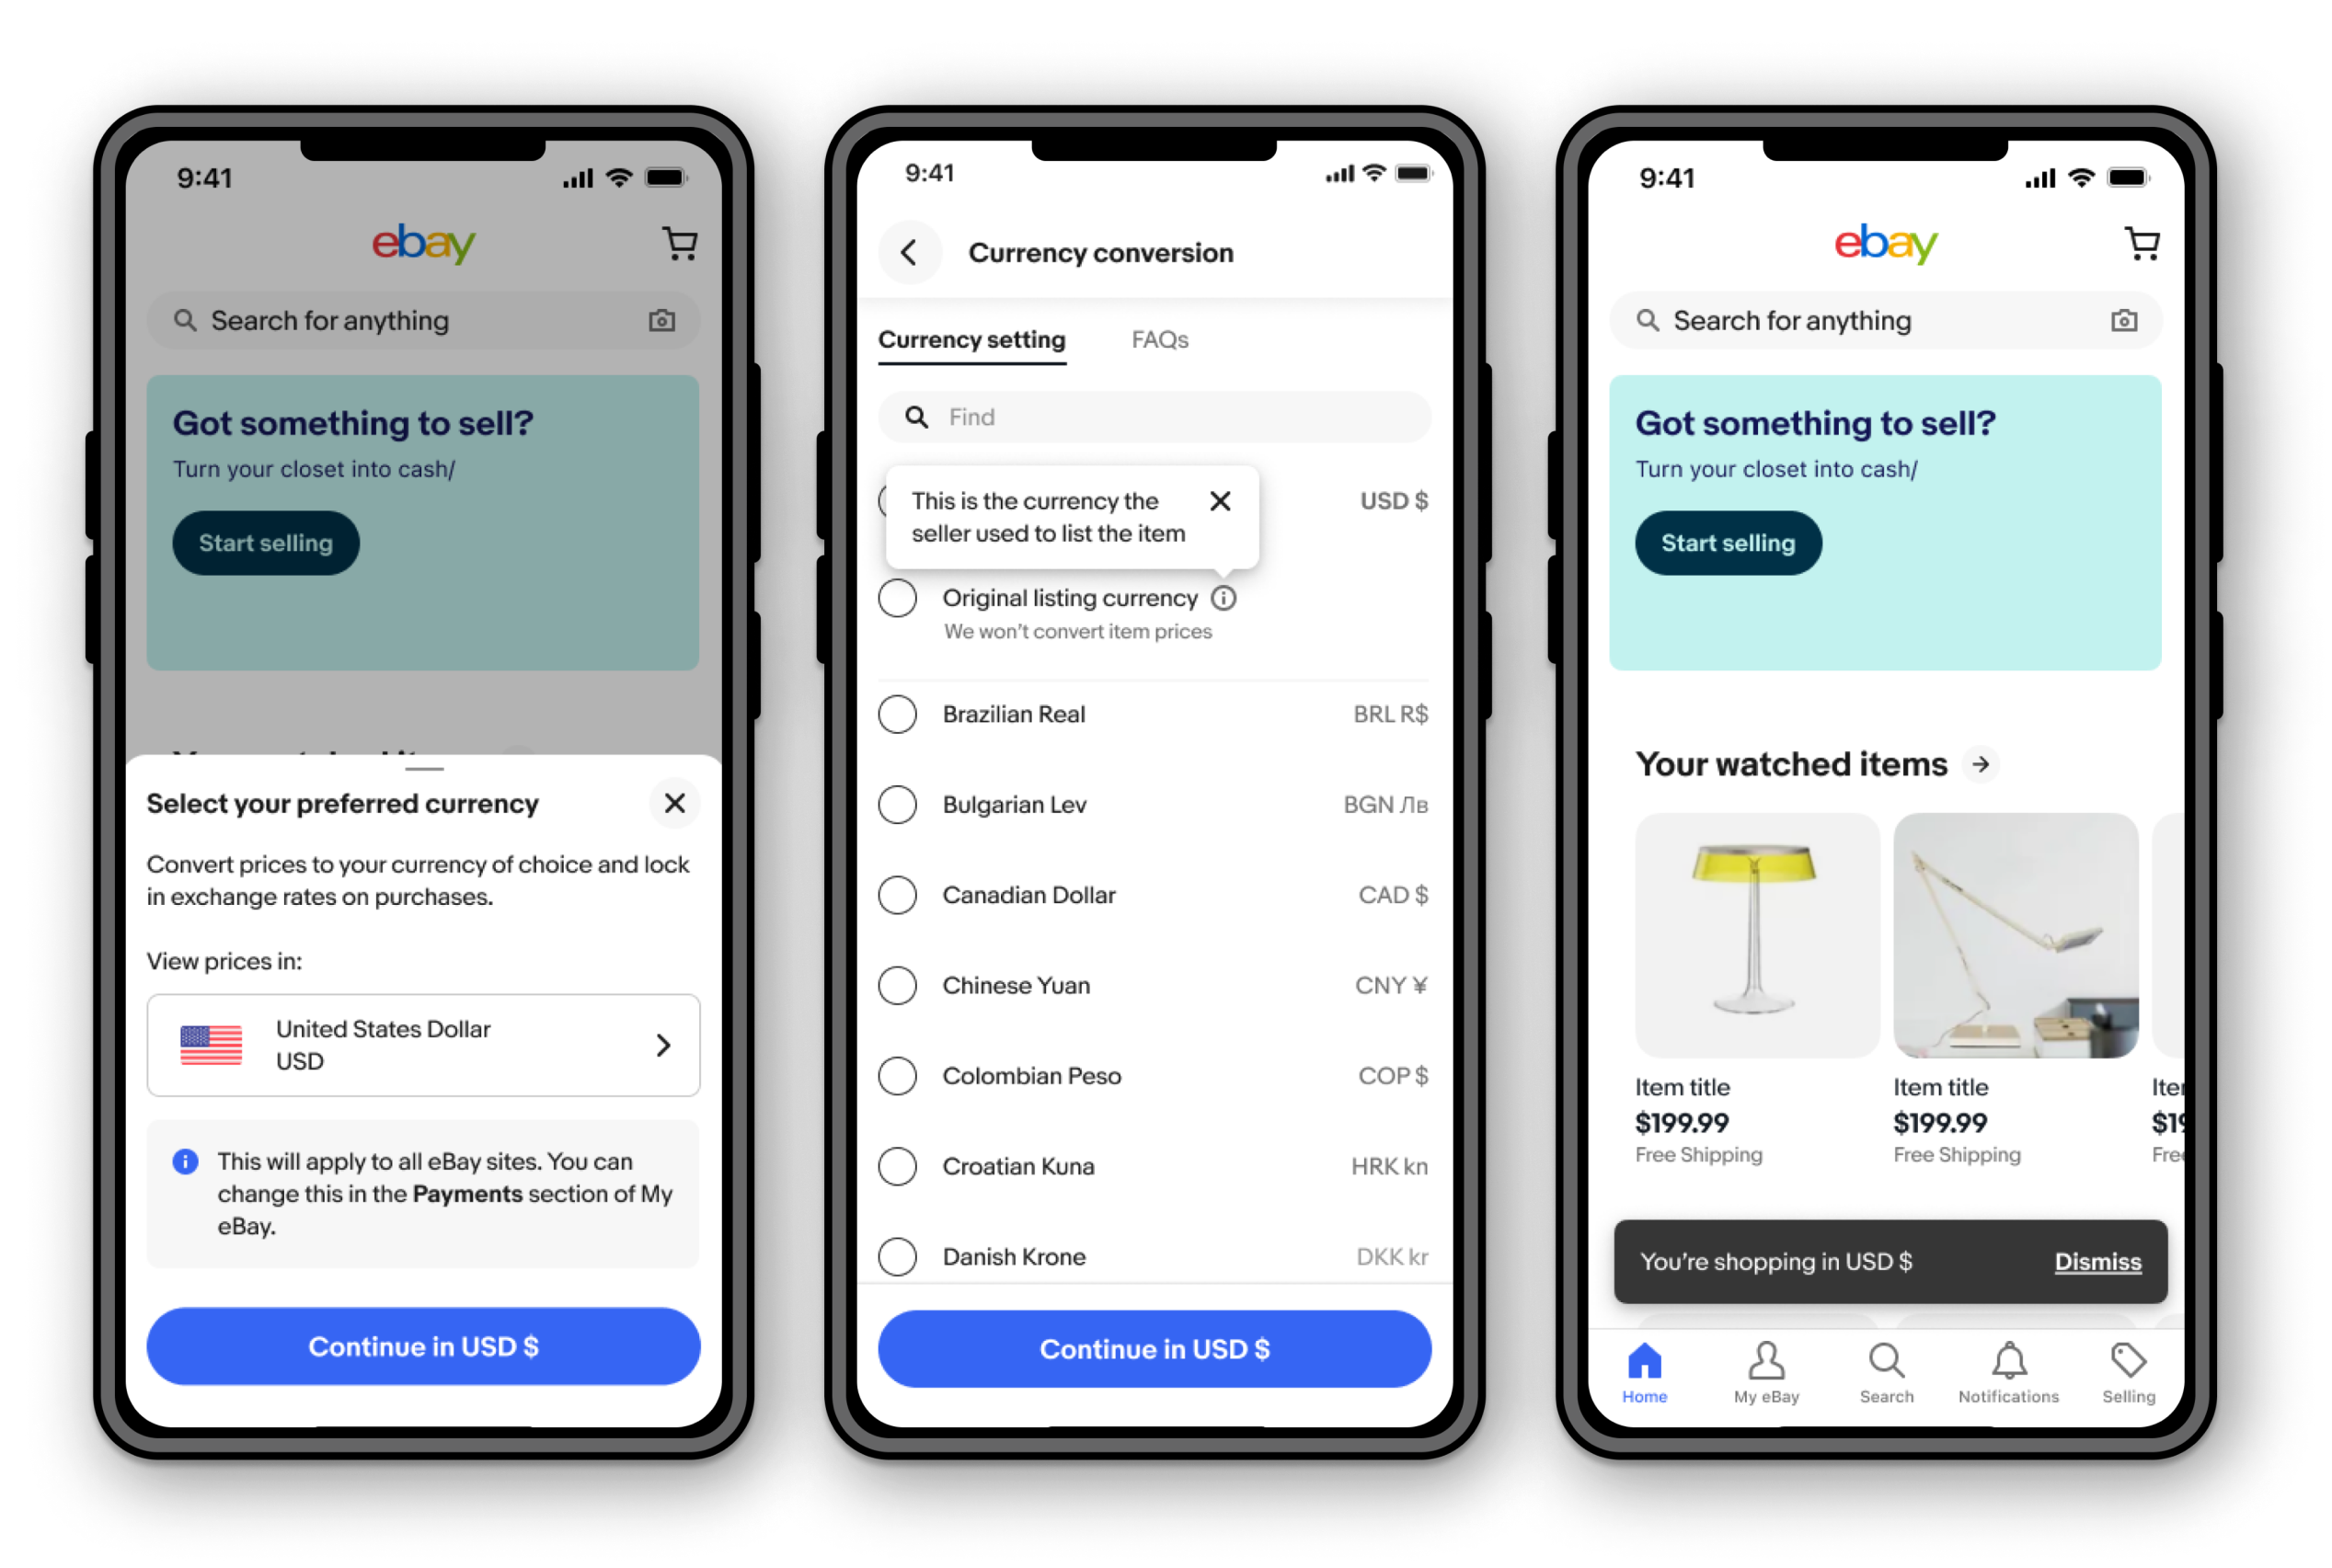 9:41
ebay
Search for anything
Got something to sell?
Turn your closet into cash/
Start selling
Select your preferred currency
Convert prices to your currency of choice and lock
in exchange rates on purchases.
View prices in:
United States Dollar
USD
This will apply to all eBay sites. You can
change this in the Payments section of My
eBay.
Continue in USD $
9:41
Currency conversion
Currency setting FAQs
Find
This is the currency the
seller used to list the item
USD $
Original listing currency
We won't convert item prices
Brazilian Real BRL R$
Bulgarian Lev BGN Лв
Canadian Dollar CAD $
Chinese Yuan CNY ¥
Colombian Peso COP $
Croatian Kuna HRK kn
Danish Krone DKK kr
Continue in USD $
9:41
ebay
Search for anything
Got something to sell?
Turn your closet into cash/
Start selling
Your watched items
Item title Item title
$199.99 $199.99
Free Shipping Free Shipping
You're shopping in USD $ Dismiss
Home My eBay Search Notifications Selling